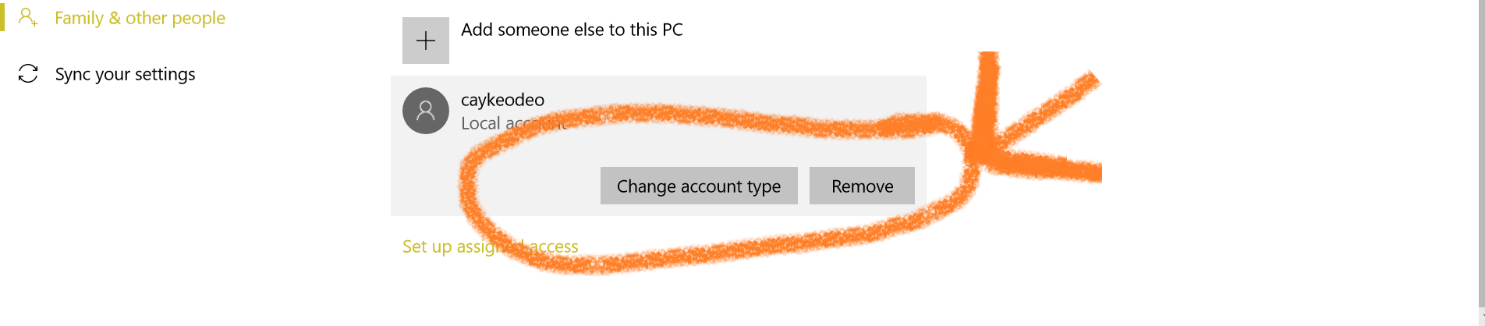 Family & other people
Sync your settings
Add someone else to this PC
caykeodeo
Local account
Change account type
Remove
Set up assigned access